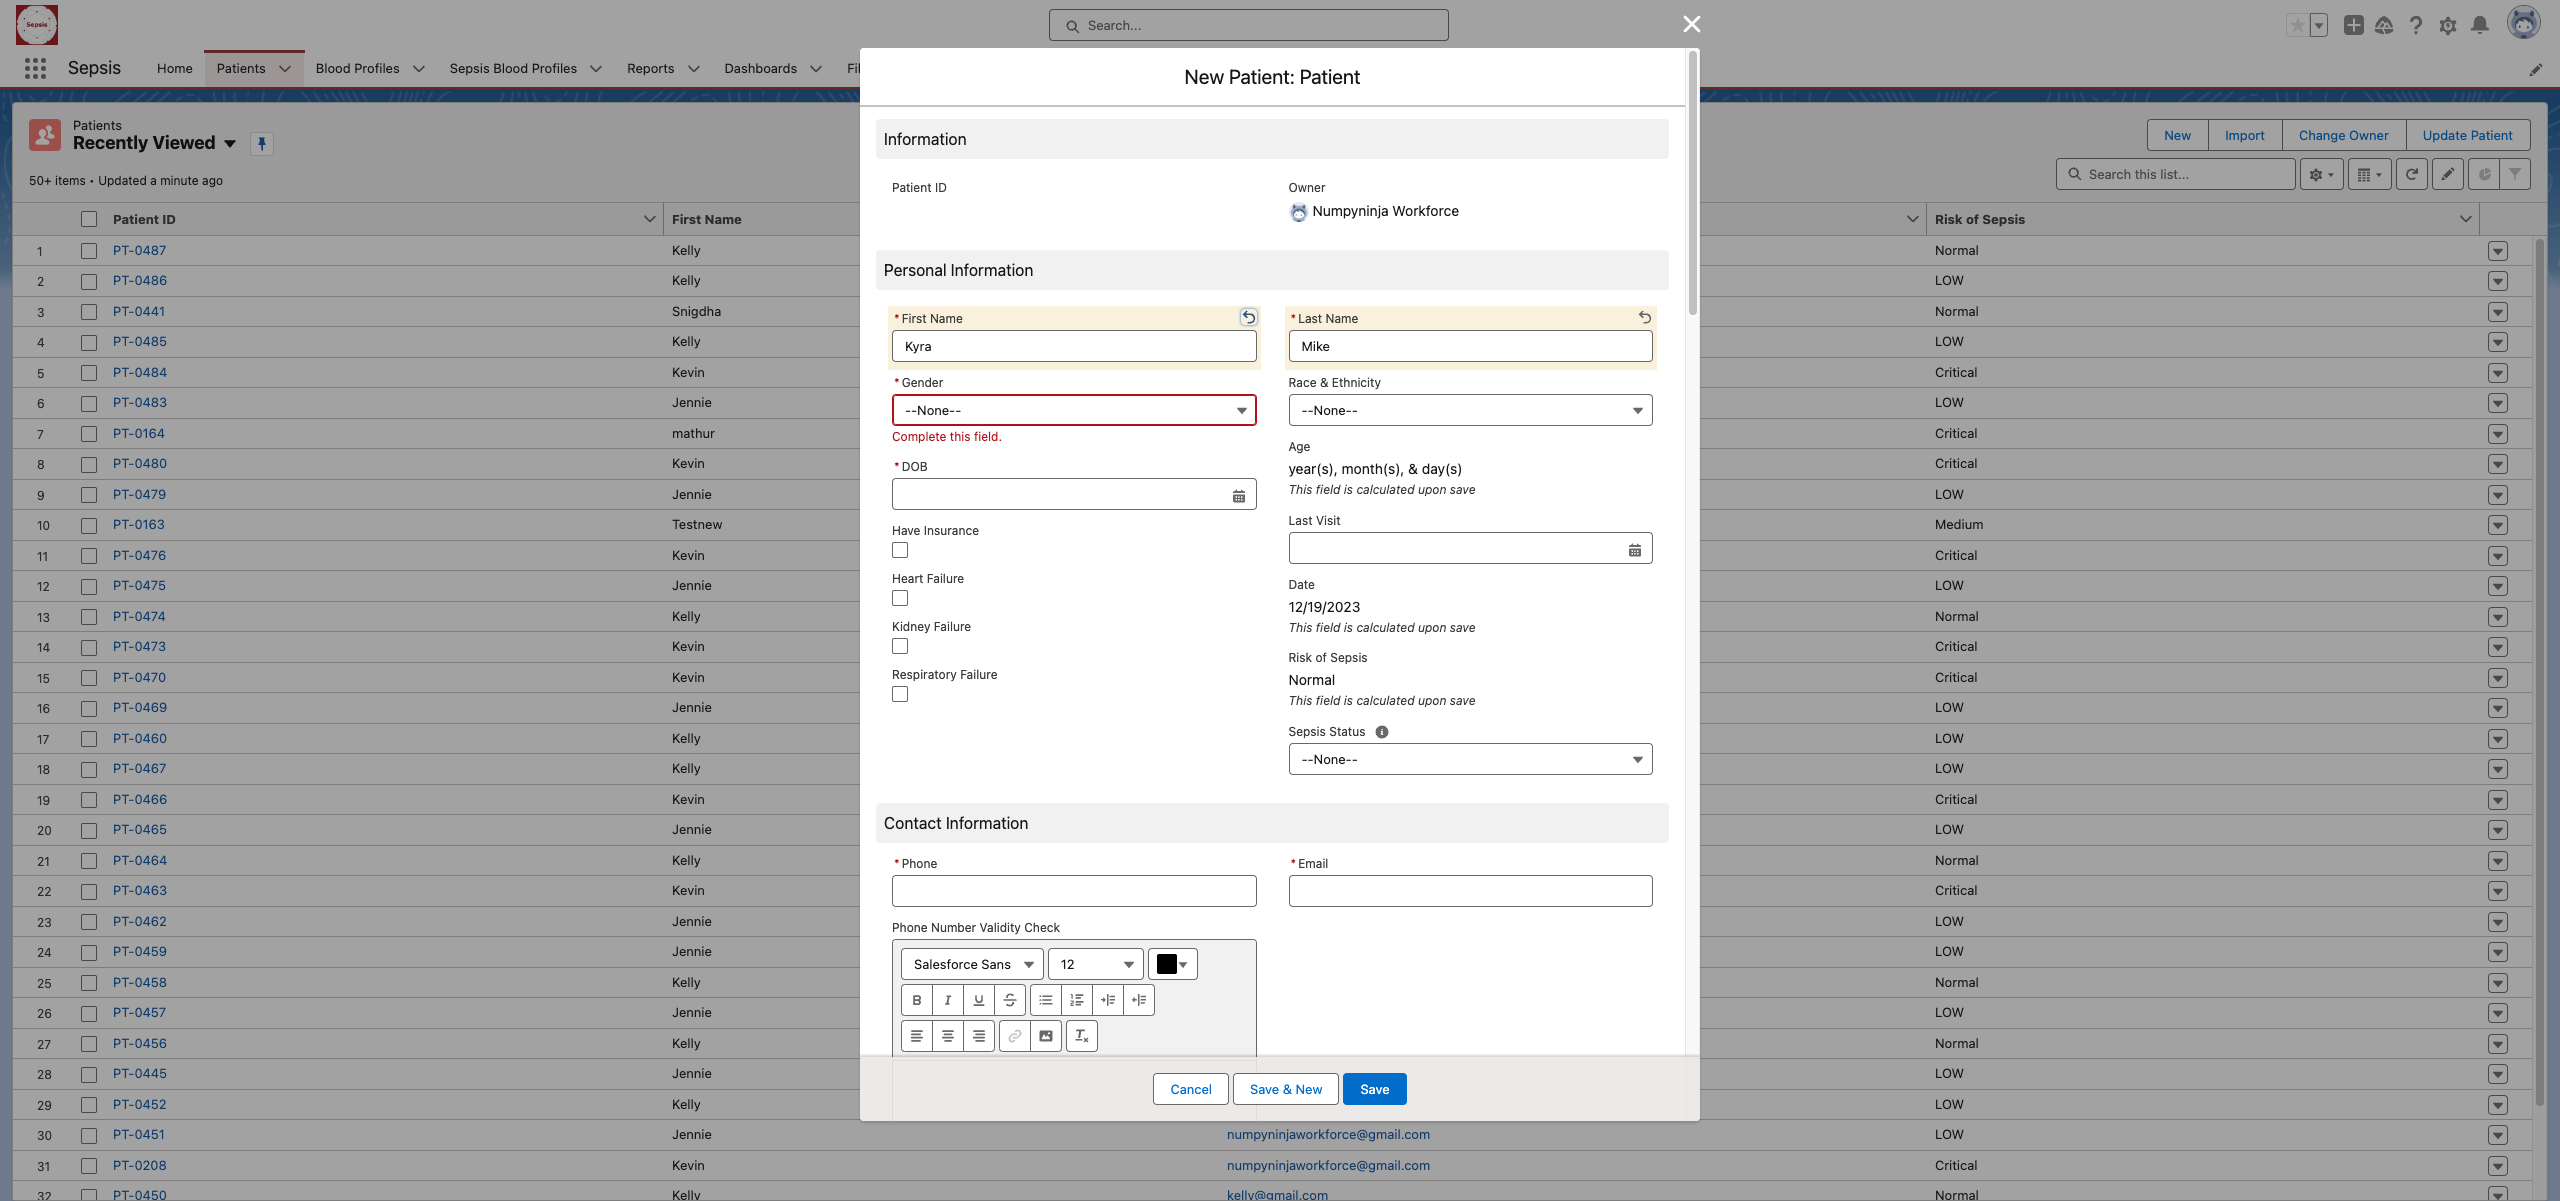 Sepsis
Search...
Sepsis
Home
Patients
Blood Profiles
Sepsis Blood Profiles
Reports
Dashboards
New Patient: Patient
Patients
Recently Viewed
50+ items • Updated a minute ago
New
Import
Change Owner
Update Patient
Search this list...
Patient ID
First Name
Risk of Sepsis
1 PT-0487 Kelly Normal
2 PT-0486 Kelly LOW
3 PT-0441 Snigdha Normal
4 PT-0485 Kelly LOW
5 PT-0484 Kevin Critical
6 PT-0483 Jennie LOW
7 PT-0164 mathur Critical
8 PT-0480 Kevin Critical
9 PT-0479 Jennie LOW
10 PT-0163 Testnew Medium
11 PT-0476 Kevin Critical
12 PT-0475 Jennie LOW
13 PT-0474 Kelly Normal
14 PT-0473 Kevin Critical
15 PT-0470 Kevin Critical
16 PT-0469 Jennie LOW
17 PT-0460 Kelly LOW
18 PT-0467 Kelly LOW
19 PT-0466 Kevin Critical
20 PT-0465 Jennie LOW
21 PT-0464 Kelly Normal
22 PT-0463 Kevin Critical
23 PT-0462 Jennie LOW
24 PT-0459 Jennie LOW
25 PT-0458 Kelly Normal
26 PT-0457 Jennie LOW
27 PT-0456 Kelly Normal
28 PT-0445 Jennie LOW
29 PT-0452 Kelly LOW
30 PT-0451 Jennie numpyninjaworkforce@gmail.com LOW
31 PT-0208 Kevin numpyninjaworkforce@gmail.com Critical
32 PT-0450 Kelly kelly@gmail.com Normal
Information
Patient ID
Owner
Numpyninja Workforce
Personal Information
*First Name
Kyra
*Last Name
Mike
*Gender
--None--
Complete this field.
Race & Ethnicity
--None--
*DOB
Age
year(s), month(s), & day(s)
This field is calculated upon save
Have Insurance
Last Visit
Heart Failure
Date
12/19/2023
This field is calculated upon save
Kidney Failure
Risk of Sepsis
Normal
This field is calculated upon save
Respiratory Failure
Sepsis Status
--None--
Contact Information
*Phone
*Email
Phone Number Validity Check
Salesforce Sans
12
B I U S
Cancel
Save & New
Save